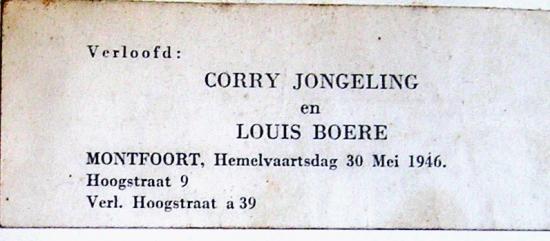 Verloofd:
CORRY JONGELING
en
LOUIS BOERE
MONTFOORT, Hemelvaartsdag 30 Mei 1946.
Hoogstraat 9
Verl. Hoogstraat a 39